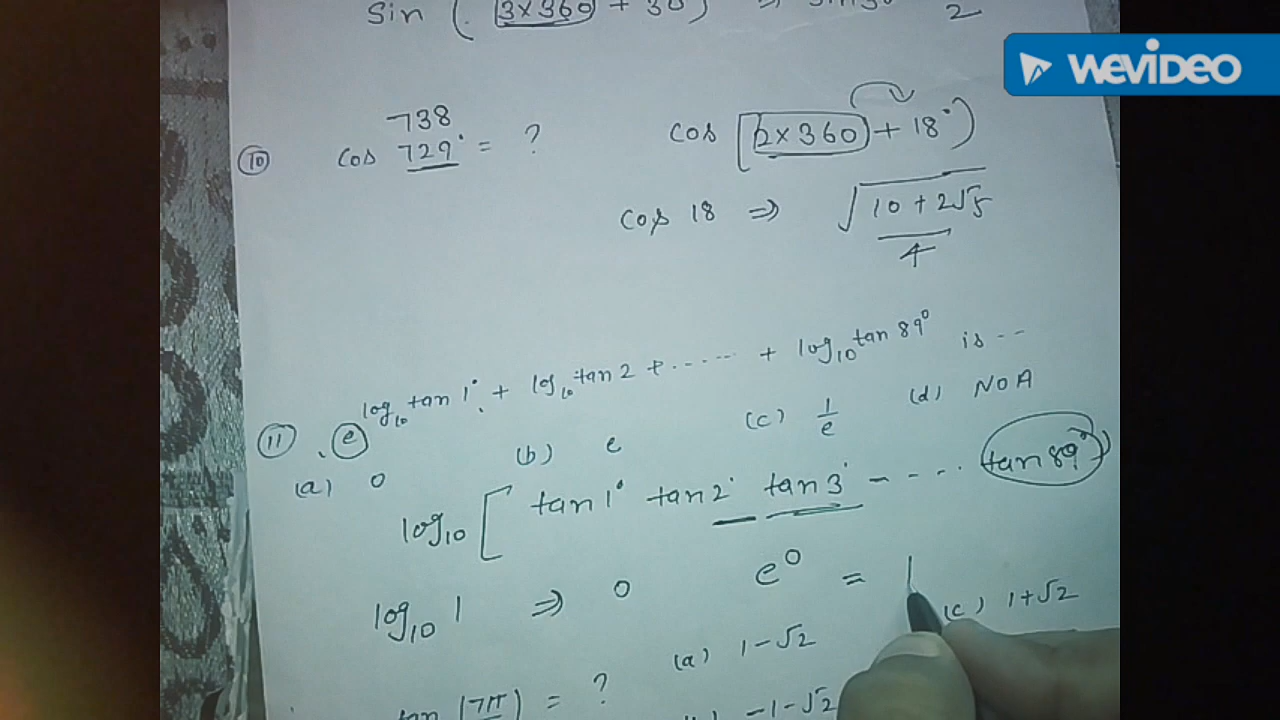 Sin ( 3×360 + 30 ) ⇒ sin30 2
WEVIDEO
738
(10) cos 729° = ? cos [2×360 + 18°)
cos 18 ⇒ √10 + 2√5
4
(11) e log10 tan 1° + log10 tan 2 + ...... + log10 tan 89° is ...
(a) 0 (b) e (c) 1/e (d) NOA
log10 [ tan 1° tan 2° tan 3° - - - . tan 89°)
log10 1 ⇒ 0 e⁰ = 1
tan (7π) = ? (a) 1-√2 (c) 1+√2
-1-√2